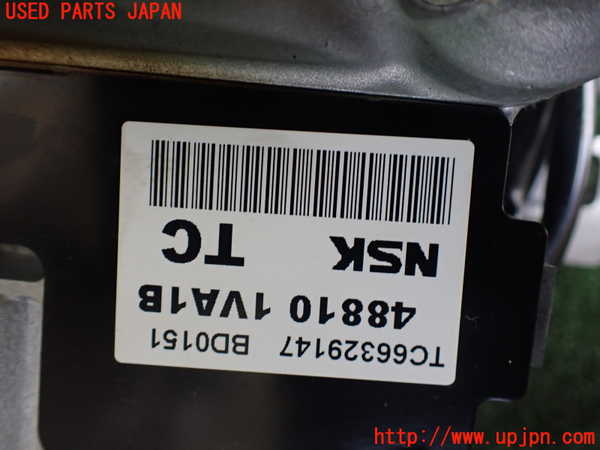 USED PARTS JAPAN
TC66329147 BD0151
48810 1VA1B
NSK TC
http://www.upjpn.com/